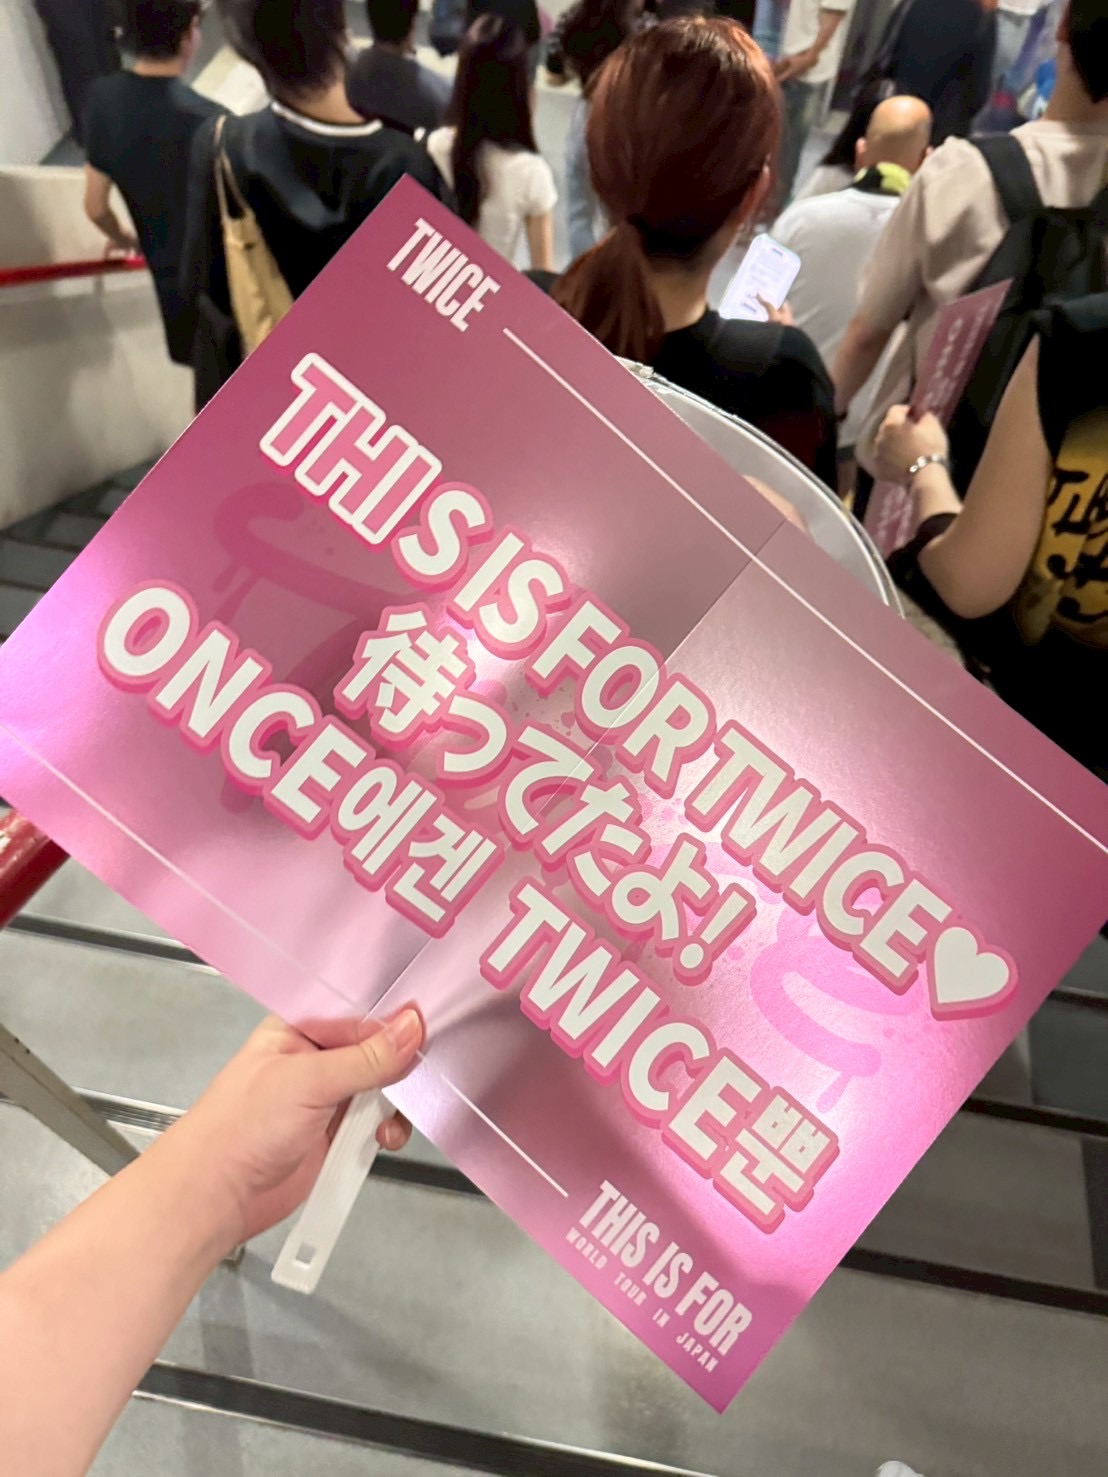 TWICE
THIS IS FOR TWICE♥
待っててたよ!
ONCE에겐 TWICE뿐
THIS IS FOR
WORLD TOUR IN JAPAN